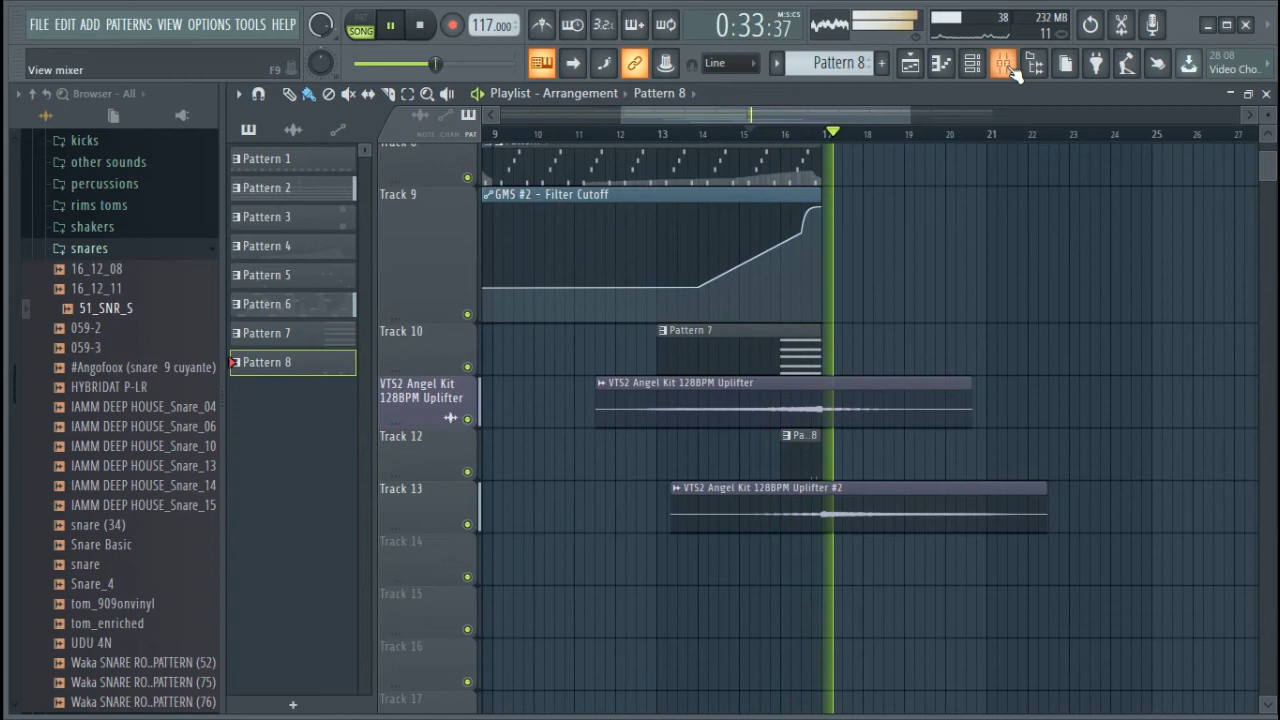 FILE EDIT ADD PATTERNS VIEW OPTIONS TOOLS HELP
SONG
117.000
3.2.
0:33:37
M:S:CS
38
232 MB
11
View mixer
F9
Line
Pattern 8
28 08
Video Cho..
Browser - All
Playlist - Arrangement
Pattern 8
NOTE CHAN PAT
9 10 11 12 13 14 15 16 17 18 19 20 21 22 23 24 25 26 27
kicks
other sounds
percussions
rims toms
shakers
snares
16_12_08
16_12_11
51_SNR_S
059-2
059-3
#Angofoox (snare 9 cuyante)
HYBRIDAT P-LR
IAMM DEEP HOUSE_Snare_04
IAMM DEEP HOUSE_Snare_06
IAMM DEEP HOUSE_Snare_10
IAMM DEEP HOUSE_Snare_13
IAMM DEEP HOUSE_Snare_14
IAMM DEEP HOUSE_Snare_15
snare (34)
Snare Basic
snare
Snare_4
tom_909onvinyl
tom_enriched
UDU 4N
Waka SNARE RO..PATTERN (52)
Waka SNARE RO..PATTERN (75)
Waka SNARE RO..PATTERN (76)
Pattern 1
Pattern 2
Pattern 3
Pattern 4
Pattern 5
Pattern 6
Pattern 7
Pattern 8
Track 9
GMS #2 - Filter Cutoff
Track 10
Pattern 7
VTS2 Angel Kit
128BPM Uplifter
VTS2 Angel Kit 128BPM Uplifter
Track 12
Pa..8
Track 13
VTS2 Angel Kit 128BPM Uplifter #2
Track 14
Track 15
Track 16
Track 17